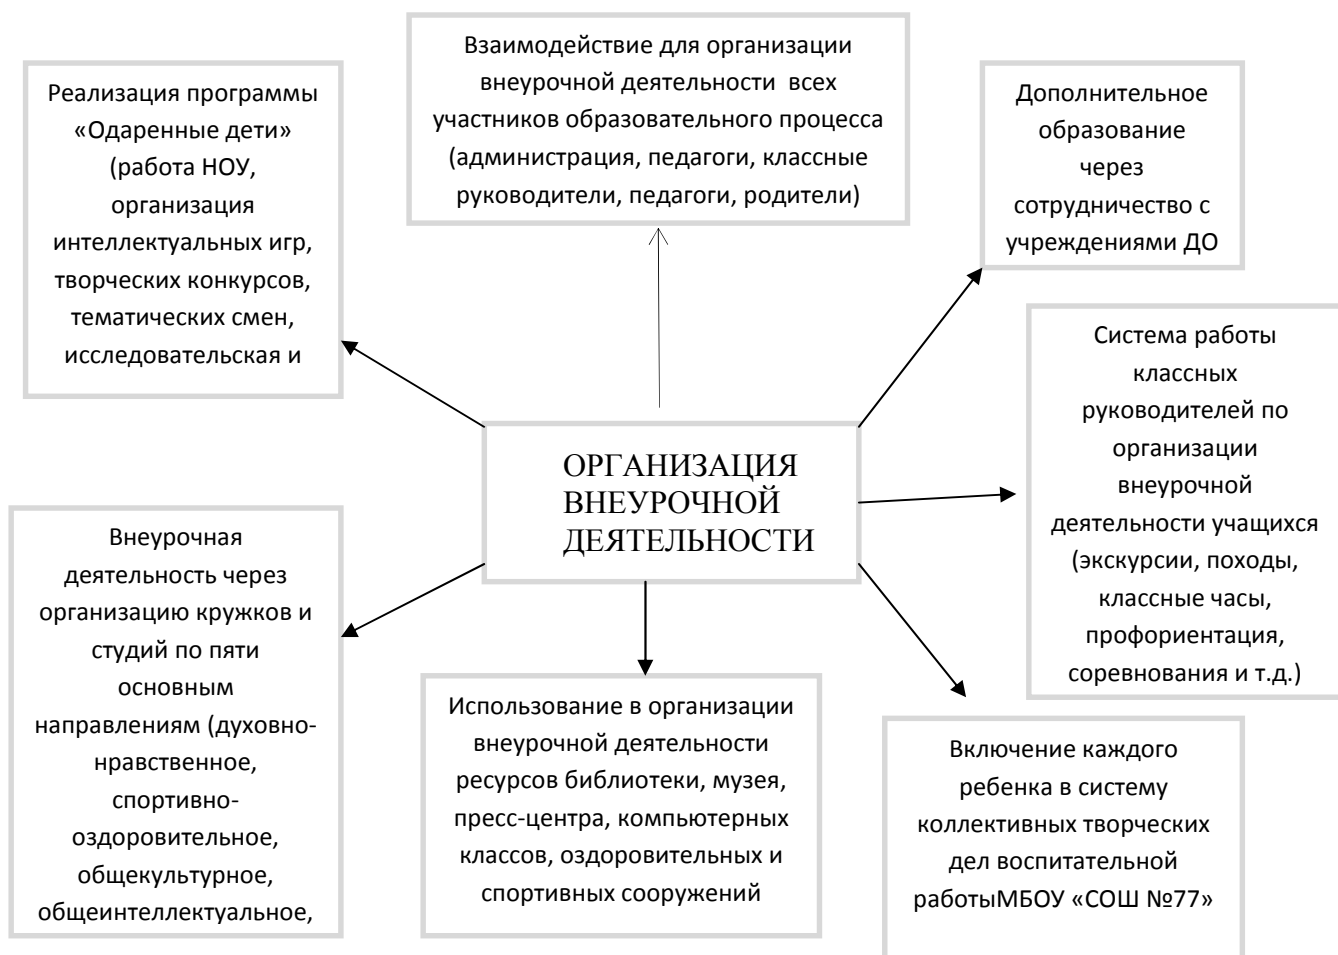 Взаимодействие для организации
внеурочной деятельности всех
участников образовательного процесса
(администрация, педагоги, классные
руководители, педагоги, родители)
Реализация программы
«Одаренные дети»
(работа НОУ,
организация
интеллектуальных игр,
творческих конкурсов,
тематических смен,
исследовательская и
Дополнительное
образование
через
сотрудничество с
учреждениями ДО
Система работы
классных
руководителей по
организации
внеурочной
деятельности учащихся
(экскурсии, походы,
классные часы,
профориентация,
соревнования и т.д.)
ОРГАНИЗАЦИЯ
ВНЕУРОЧНОЙ
ДЕЯТЕЛЬНОСТИ
Внеурочная
деятельность через
организацию кружков и
студий по пяти
основным
направлениям (духовно-
нравственное,
спортивно-
оздоровительное,
общекультурное,
общеинтеллектуальное,
Использование в организации
внеурочной деятельности
ресурсов библиотеки, музея,
пресс-центра, компьютерных
классов, оздоровительных и
спортивных сооружений
Включение каждого
ребенка в систему
коллективных творческих
дел воспитательной
работыМБОУ «СОШ №77»